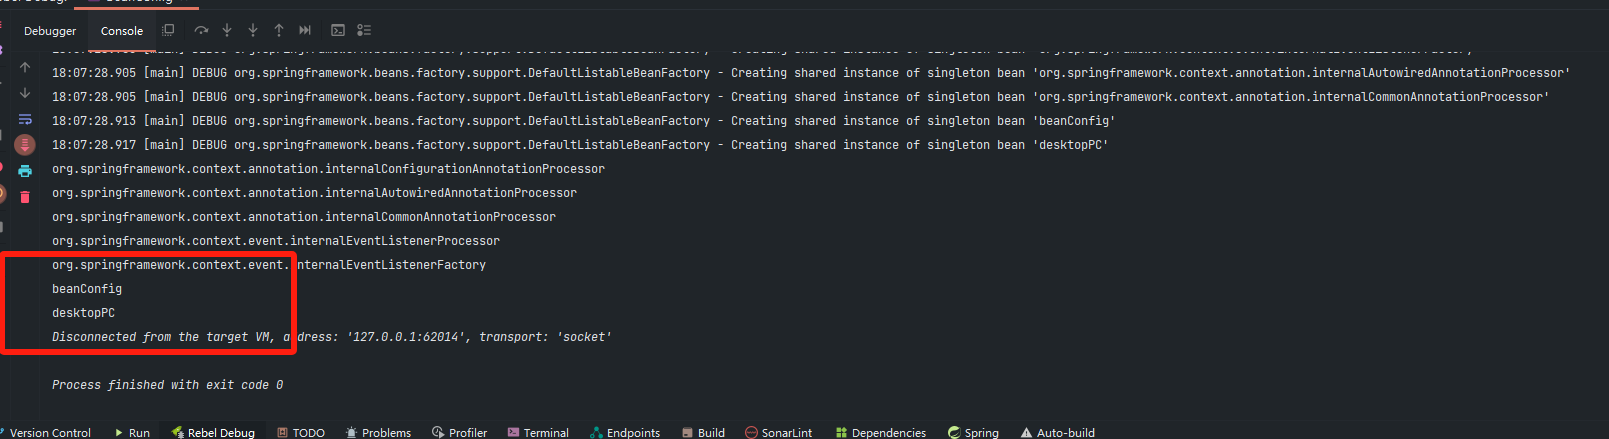 Debugger Console
18:07:28.905 [main] DEBUG org.springframework.beans.factory.support.DefaultListableBeanFactory - Creating shared instance of singleton bean 'org.springframework.context.annotation.internalAutowiredAnnotationProcessor'
18:07:28.905 [main] DEBUG org.springframework.beans.factory.support.DefaultListableBeanFactory - Creating shared instance of singleton bean 'org.springframework.context.annotation.internalCommonAnnotationProcessor'
18:07:28.913 [main] DEBUG org.springframework.beans.factory.support.DefaultListableBeanFactory - Creating shared instance of singleton bean 'beanConfig'
18:07:28.917 [main] DEBUG org.springframework.beans.factory.support.DefaultListableBeanFactory - Creating shared instance of singleton bean 'desktopPC'
org.springframework.context.annotation.internalConfigurationAnnotationProcessor
org.springframework.context.annotation.internalAutowiredAnnotationProcessor
org.springframework.context.annotation.internalCommonAnnotationProcessor
org.springframework.context.event.internalEventListenerProcessor
org.springframework.context.event.internalEventListenerFactory
beanConfig
desktopPC
Disconnected from the target VM, address: '127.0.0.1:62014', transport: 'socket'
Process finished with exit code 0
Version Control Run Rebel Debug TODO Problems Profiler Terminal Endpoints Build SonarLint Dependencies Spring Auto-build